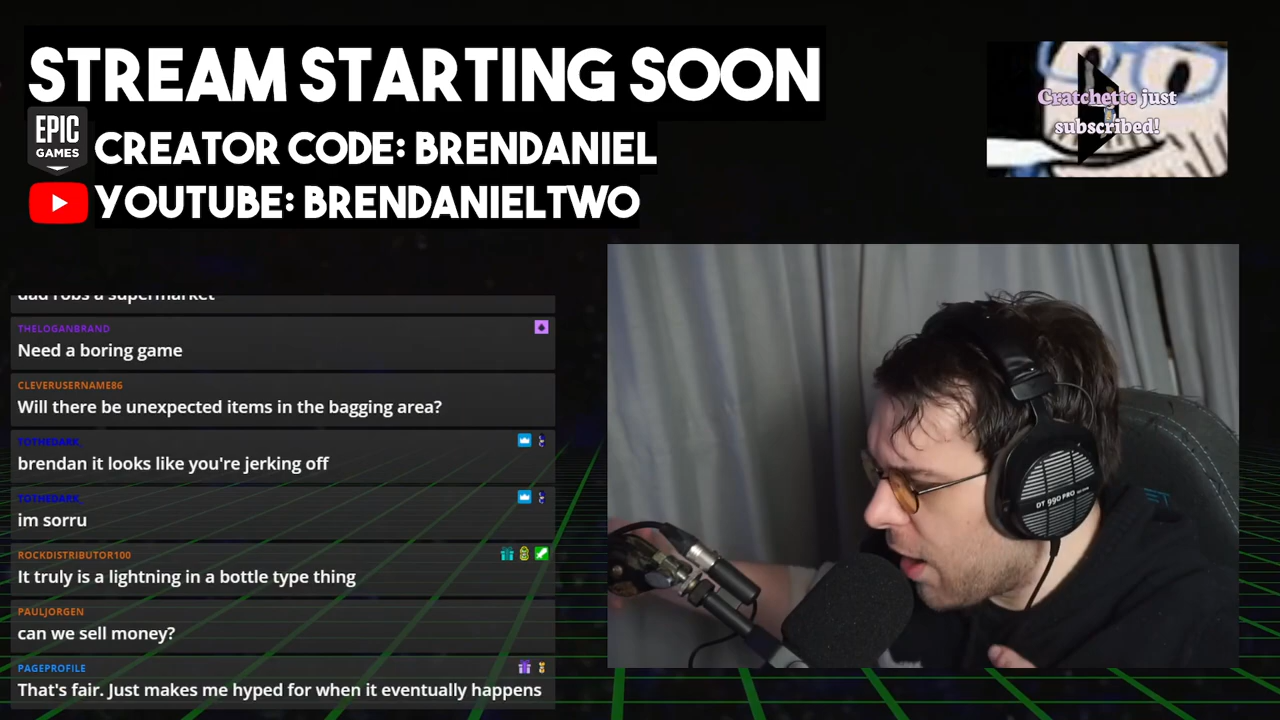 STREAM STARTING SOON
EPIC
GAMES
CREATOR CODE: BRENDANIEL
YOUTUBE: BRENDANIELTWO
Cratchette just
subscribed!
dad robs a supermarket
THELOGANBRAND
Need a boring game
CLEVERUSERNAME86
Will there be unexpected items in the bagging area?
TOTHEDARK_
brendan it looks like you're jerking off
TOTHEDARK_
im sorru
ROCKDISTRIBUTOR100
It truly is a lightning in a bottle type thing
PAULJORGEN
can we sell money?
PAGEPROFILE
That's fair. Just makes me hyped for when it eventually happens
DT 990 PRO